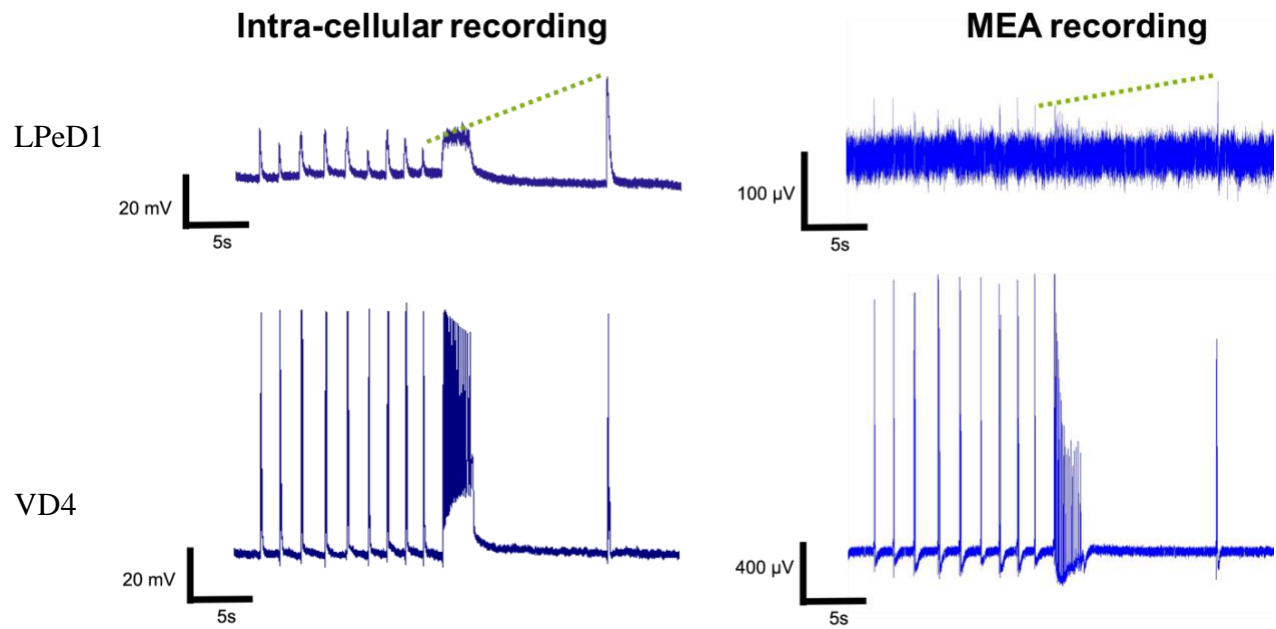 Intra-cellular recording
MEA recording
LPeD1
20 mV
5s
100 µV
5s
VD4
20 mV
5s
400 µV
5s